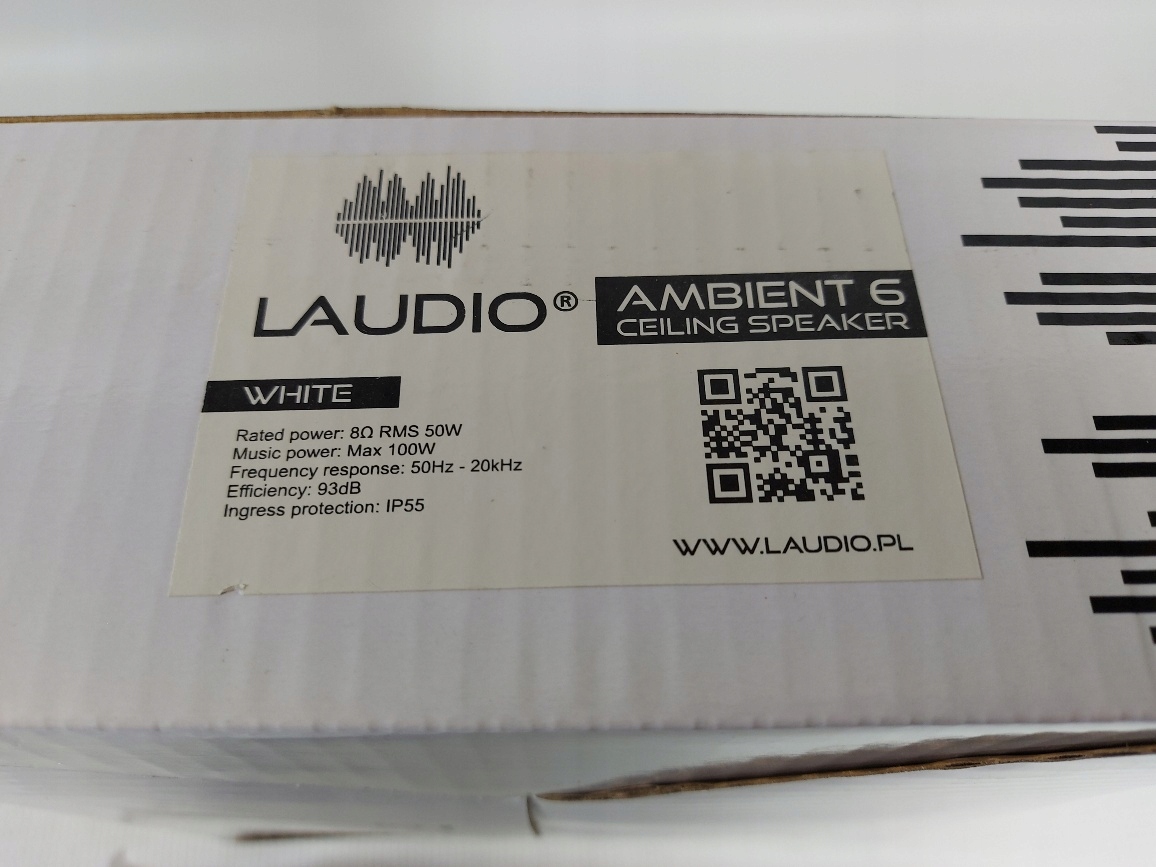 LAUDIO®
AMBIENT 6
CEILING SPEAKER
WHITE
Rated power: 8Ω RMS 50W
Music power: Max 100W
Frequency response: 50Hz - 20kHz
Efficiency: 93dB
Ingress protection: IP55
WWW.LAUDIO.PL